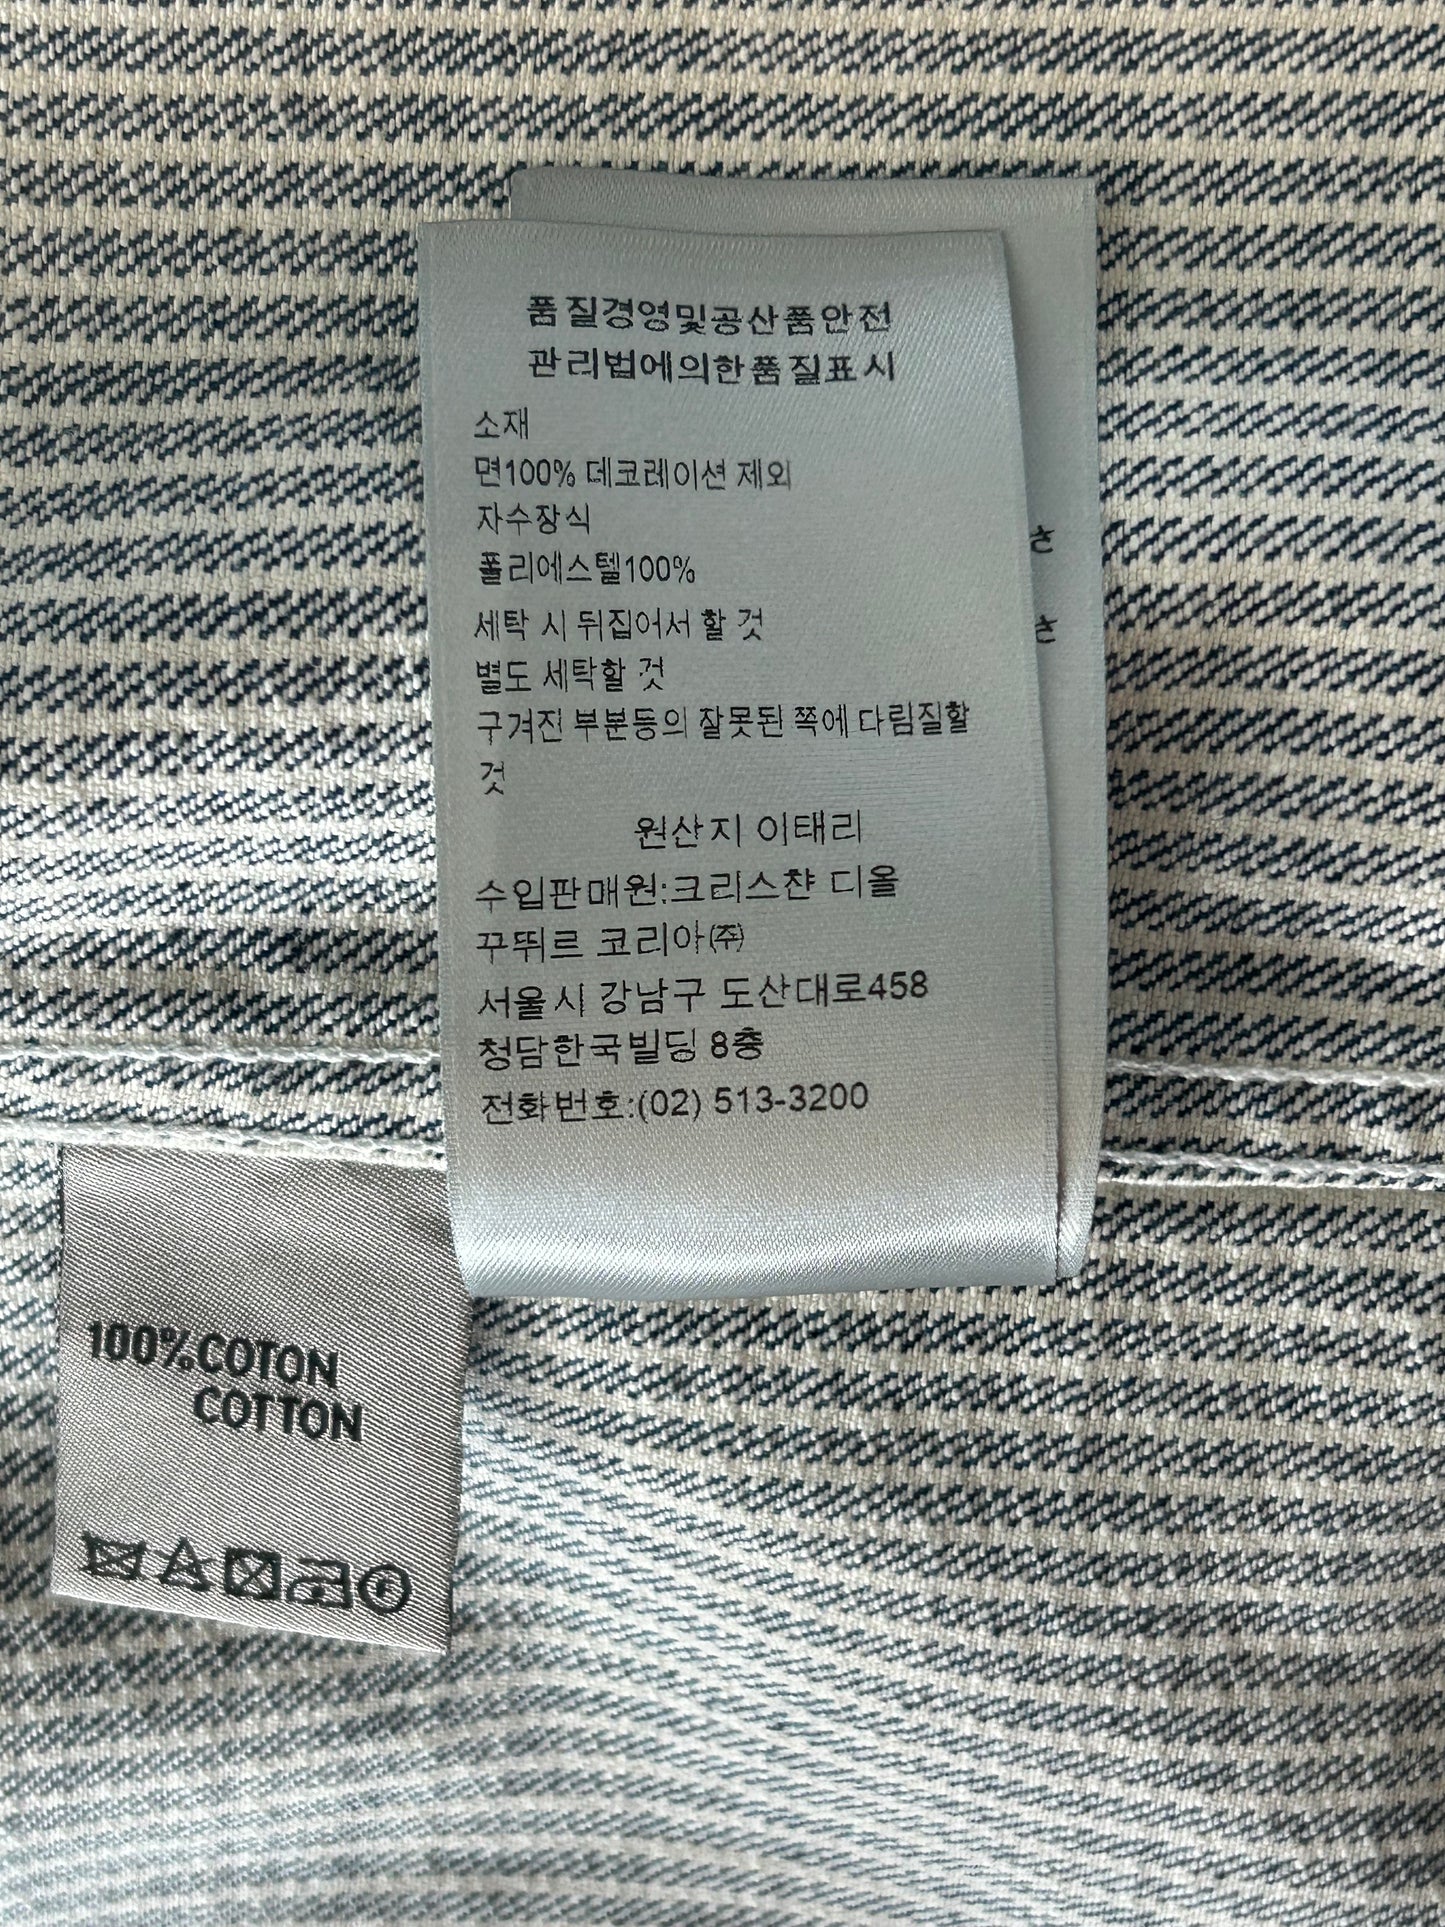 품질경영및공산품안전
관리법에의한품질표시
소재
면100% 데코레이션 제외
자수장식
폴리에스텔100%
세탁 시 뒤집어서 할 것
별도 세탁할 것
구겨진 부분등의 잘못된 쪽에 다림질할
것
원산지 이태리
수입판매원:크리스챤 디올
꾸뛰르 코리아㈜
서울시 강남구 도산대로458
청담한국빌딩 8층
전화번호:(02) 513-3200
さ
さ
100%COTON
COTTON